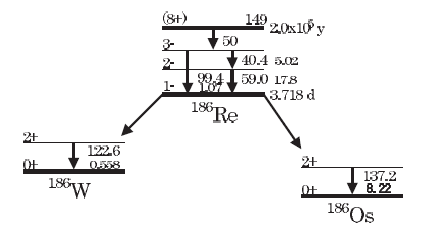 (8+) 149 2.0x10⁵ y
3- 50
2- 40.4 5.02
99.4 59.0 17.8
1- 1.07 3.718 d
¹⁸⁶Re
2+ 122.6
0+ 0.558
¹⁸⁶W
2+ 137.2
0+ 8.22
¹⁸⁶Os